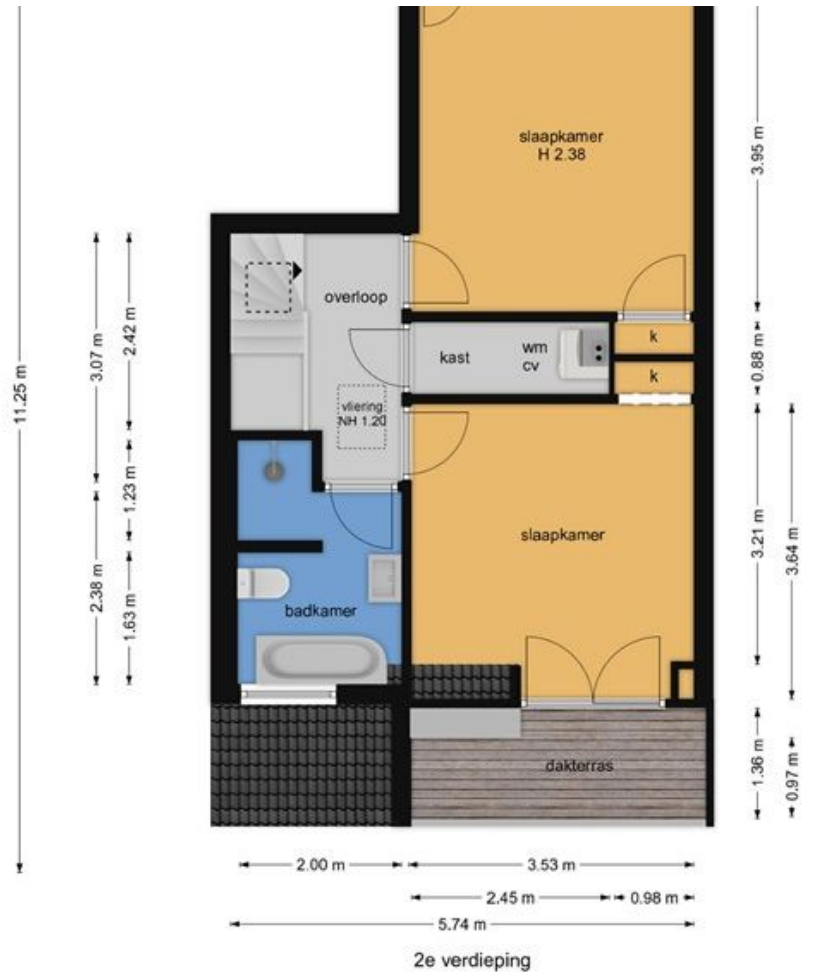 slaapkamer
H 2.38
3.95 m
overloop
2.42 m
3.07 m
11.25 m
kast
wm
cv
k
k
0.88 m
vliering
NH 1.20
1.23 m
2.38 m
1.63 m
slaapkamer
3.21 m
3.64 m
badkamer
dakterras
1.36 m
0.97 m
2.00 m
3.53 m
2.45 m
0.98 m
5.74 m
2e verdieping